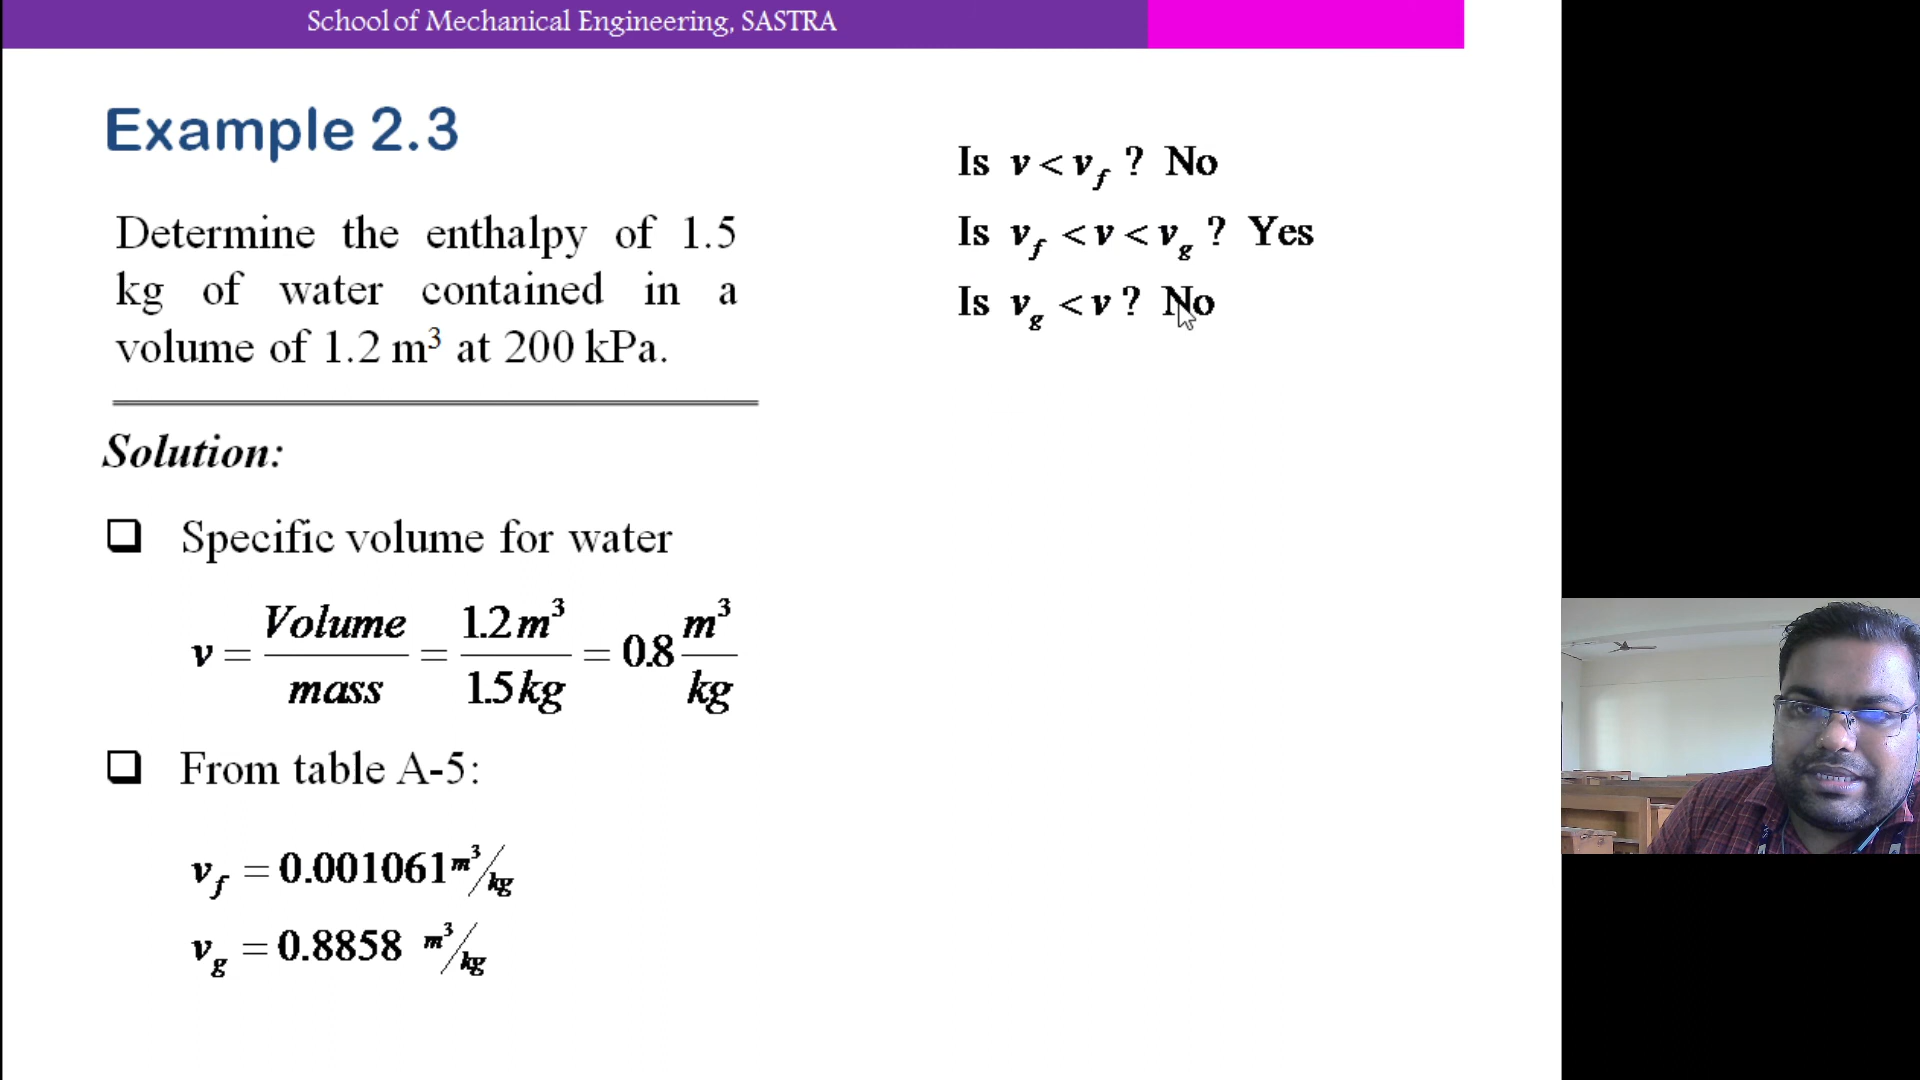 School of Mechanical Engineering, SASTRA
Example 2.3
Determine the enthalpy of 1.5
kg of water contained in a
volume of 1.2 m³ at 200 kPa.
Solution:
❑ Specific volume for water
v = Volume/mass = 1.2 m³/1.5 kg = 0.8 m³/kg
❑ From table A-5:
v_f = 0.001061 m³/kg
v_g = 0.8858 m³/kg
Is v < v_f ? No
Is v_f < v < v_g ? Yes
Is v_g < v ? No